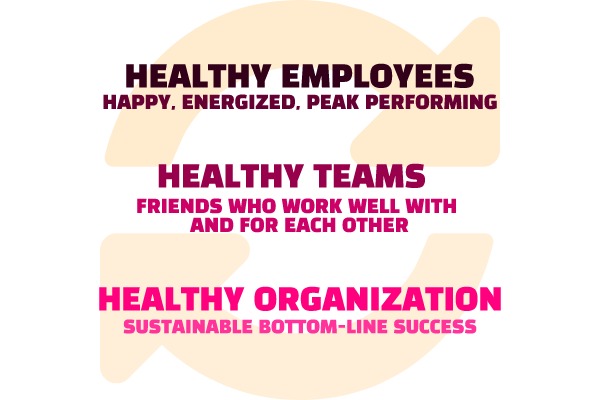 HEALTHY EMPLOYEES
HAPPY, ENERGIZED, PEAK PERFORMING
HEALTHY TEAMS
FRIENDS WHO WORK WELL WITH
AND FOR EACH OTHER
HEALTHY ORGANIZATION
SUSTAINABLE BOTTOM-LINE SUCCESS